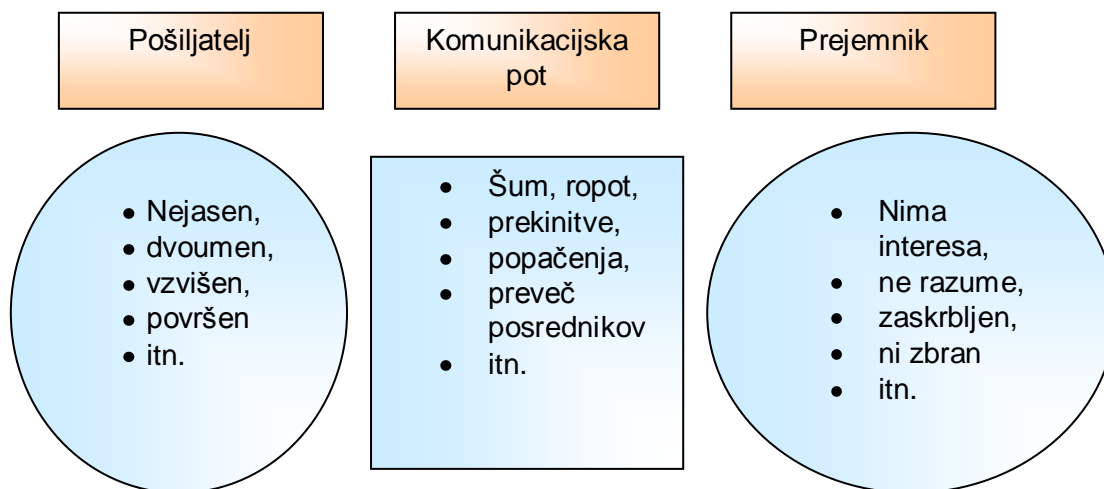 Pošiljatelj
Komunikacijska
pot
Prejemnik
• Nejasen,
• dvoumen,
• vzvišen,
• površen
• itn.
• Šum, ropot,
• prekinitve,
• popačenja,
• preveč
posrednikov
• itn.
• Nima
interesa,
• ne razume,
• zaskrbljen,
• ni zbran
• itn.